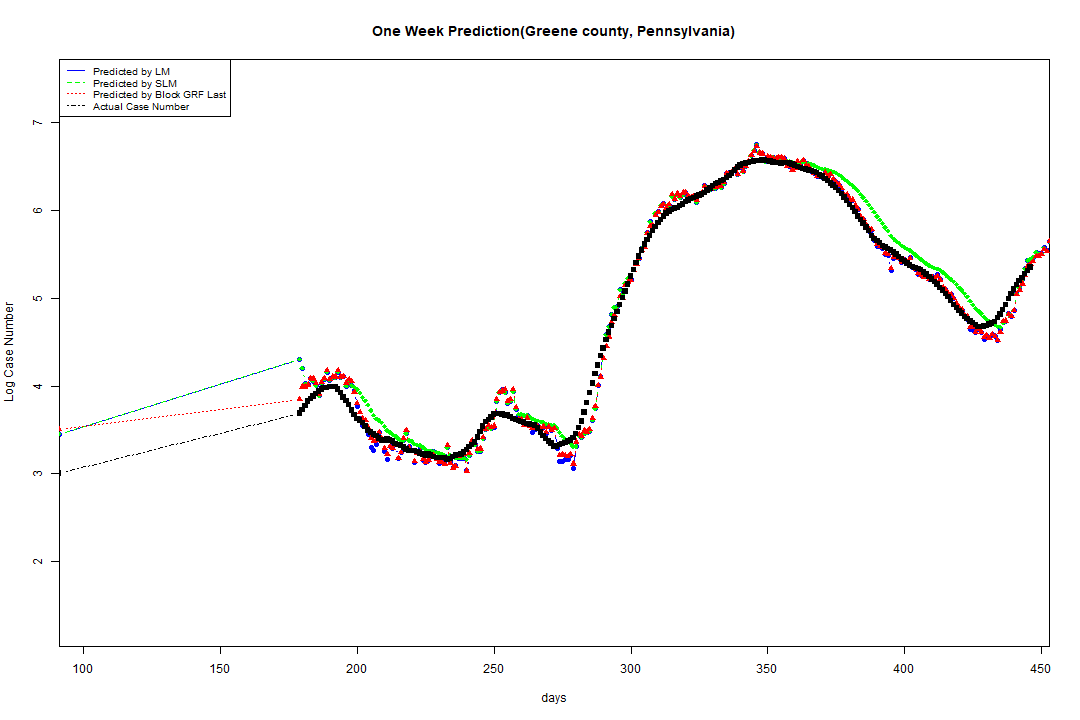 One Week Prediction(Greene county, Pennsylvania)
Predicted by LM
Predicted by SLM
Predicted by Block GRF Last
Actual Case Number
7
6
5
4
3
2
Log Case Number
100 150 200 250 300 350 400 450
days